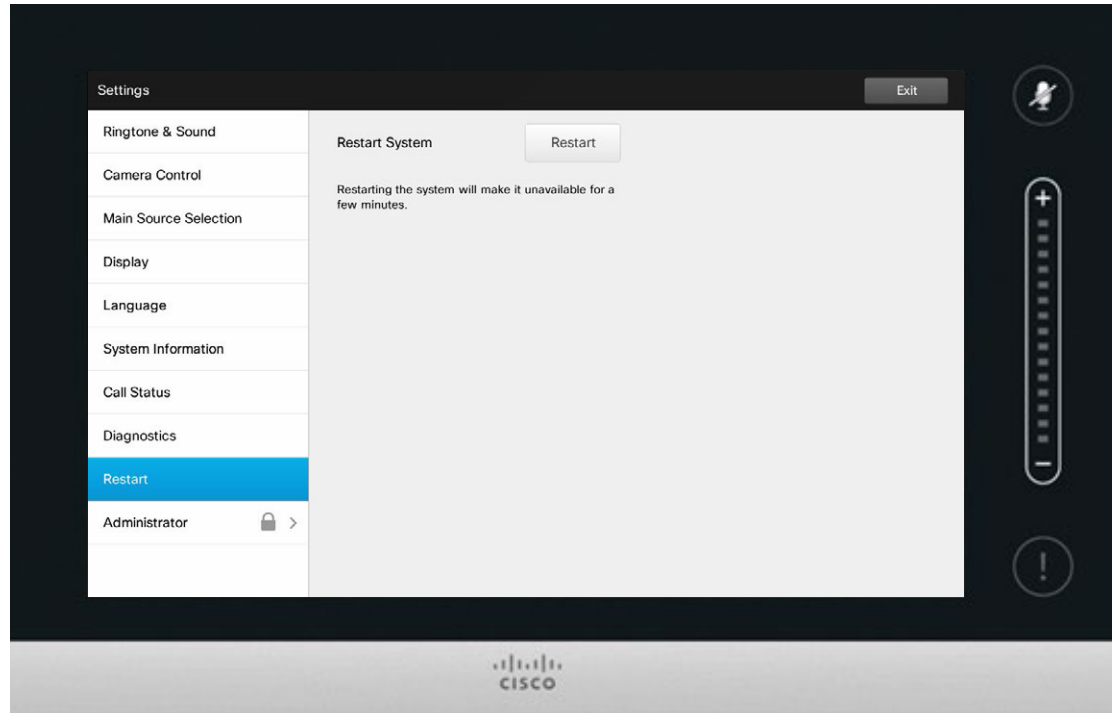 Settings
Exit
Ringtone & Sound
Restart System
Restart
Camera Control
Restarting the system will make it unavailable for a
few minutes.
Main Source Selection
Display
Language
System Information
Call Status
Diagnostics
Restart
Administrator
+
−
!
CISCO